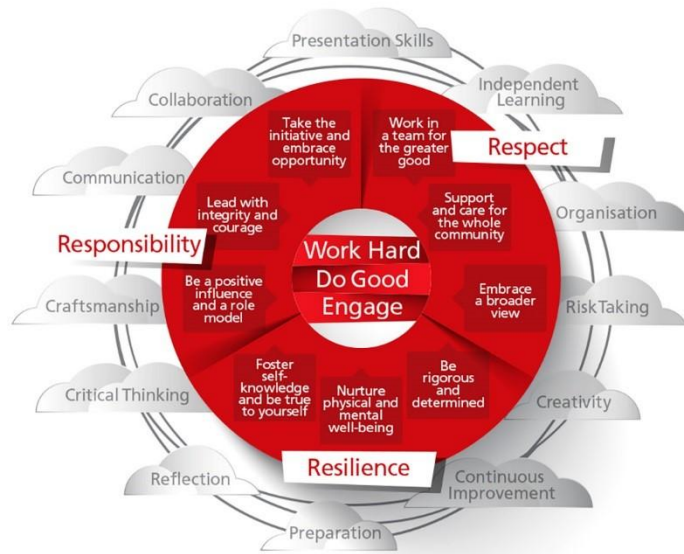 Presentation Skills
Independent
Learning
Collaboration
Take the
initiative and
embrace
opportunity
Work in
a team for
the greater
good
Respect
Communication
Lead with
integrity and
courage
Support
and care for
the whole
community
Organisation
Responsibility
Work Hard
Do Good
Engage
Be a positive
influence and
a role
model
Embrace
a broader
view
Craftsmanship
RiskTaking
Foster
self-
knowledge
and be true
to yourself
Nurture
physical and
mental
well-being
Be
rigorous
and
determined
Critical Thinking
Creativity
Resilience
Reflection
Continuous
Improvement
Preparation